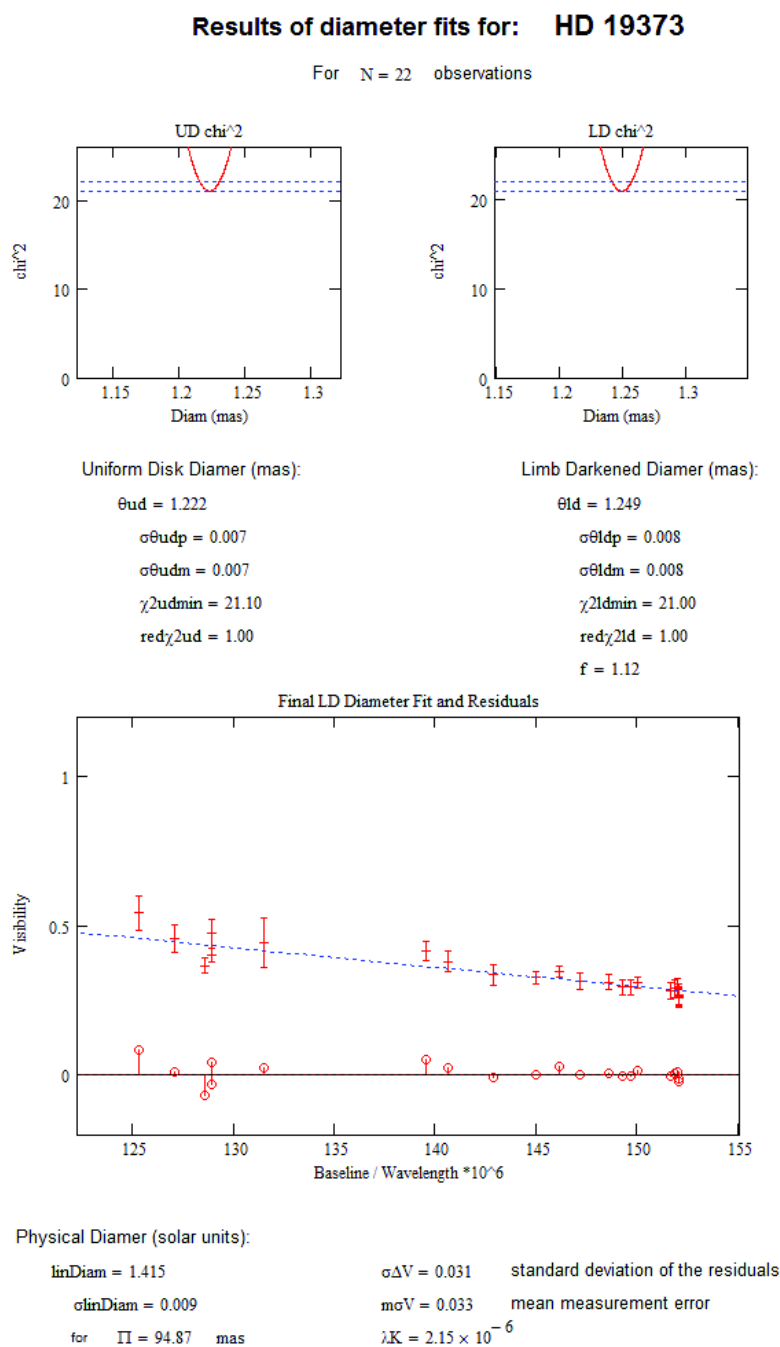 Results of diameter fits for: HD 19373
For N = 22 observations
UD chi^2
LD chi^2
chi^2
20
10
0
1.15 1.2 1.25 1.3
Diam (mas)
chi^2
20
10
0
1.15 1.2 1.25 1.3
Diam (mas)
Uniform Disk Diamer (mas):
θud = 1.222
σθudp = 0.007
σθudm = 0.007
χ2udmin = 21.10
redχ2ud = 1.00
Limb Darkened Diamer (mas):
θld = 1.249
σθldp = 0.008
σθldm = 0.008
χ2ldmin = 21.00
redχ2ld = 1.00
f = 1.12
Final LD Diameter Fit and Residuals
Visibility
1
0.5
0
125 130 135 140 145 150 155
Baseline / Wavelength *10^6
Physical Diamer (solar units):
linDiam = 1.415
σlinDiam = 0.009
for Π = 94.87 mas
σΔV = 0.031 standard deviation of the residuals
mσV = 0.033 mean measurement error
λK = 2.15 × 10^-6